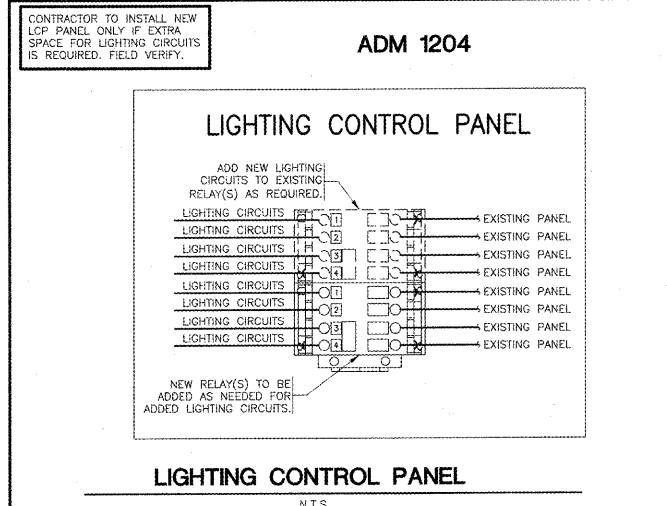 CONTRACTOR TO INSTALL NEW
LCP PANEL ONLY IF EXTRA
SPACE FOR LIGHTING CIRCUITS
IS REQUIRED. FIELD VERIFY.
ADM 1204
LIGHTING CONTROL PANEL
ADD NEW LIGHTING
CIRCUITS TO EXISTING
RELAY(S) AS REQUIRED.
LIGHTING CIRCUITS 1 EXISTING PANEL
LIGHTING CIRCUITS 2 EXISTING PANEL
LIGHTING CIRCUITS 3 EXISTING PANEL
LIGHTING CIRCUITS 4 EXISTING PANEL
LIGHTING CIRCUITS 1 EXISTING PANEL
LIGHTING CIRCUITS 2 EXISTING PANEL
LIGHTING CIRCUITS 3 EXISTING PANEL
LIGHTING CIRCUITS 4 EXISTING PANEL
NEW RELAY(S) TO BE
ADDED AS NEEDED FOR
ADDED LIGHTING CIRCUITS.
LIGHTING CONTROL PANEL
N.T.S.